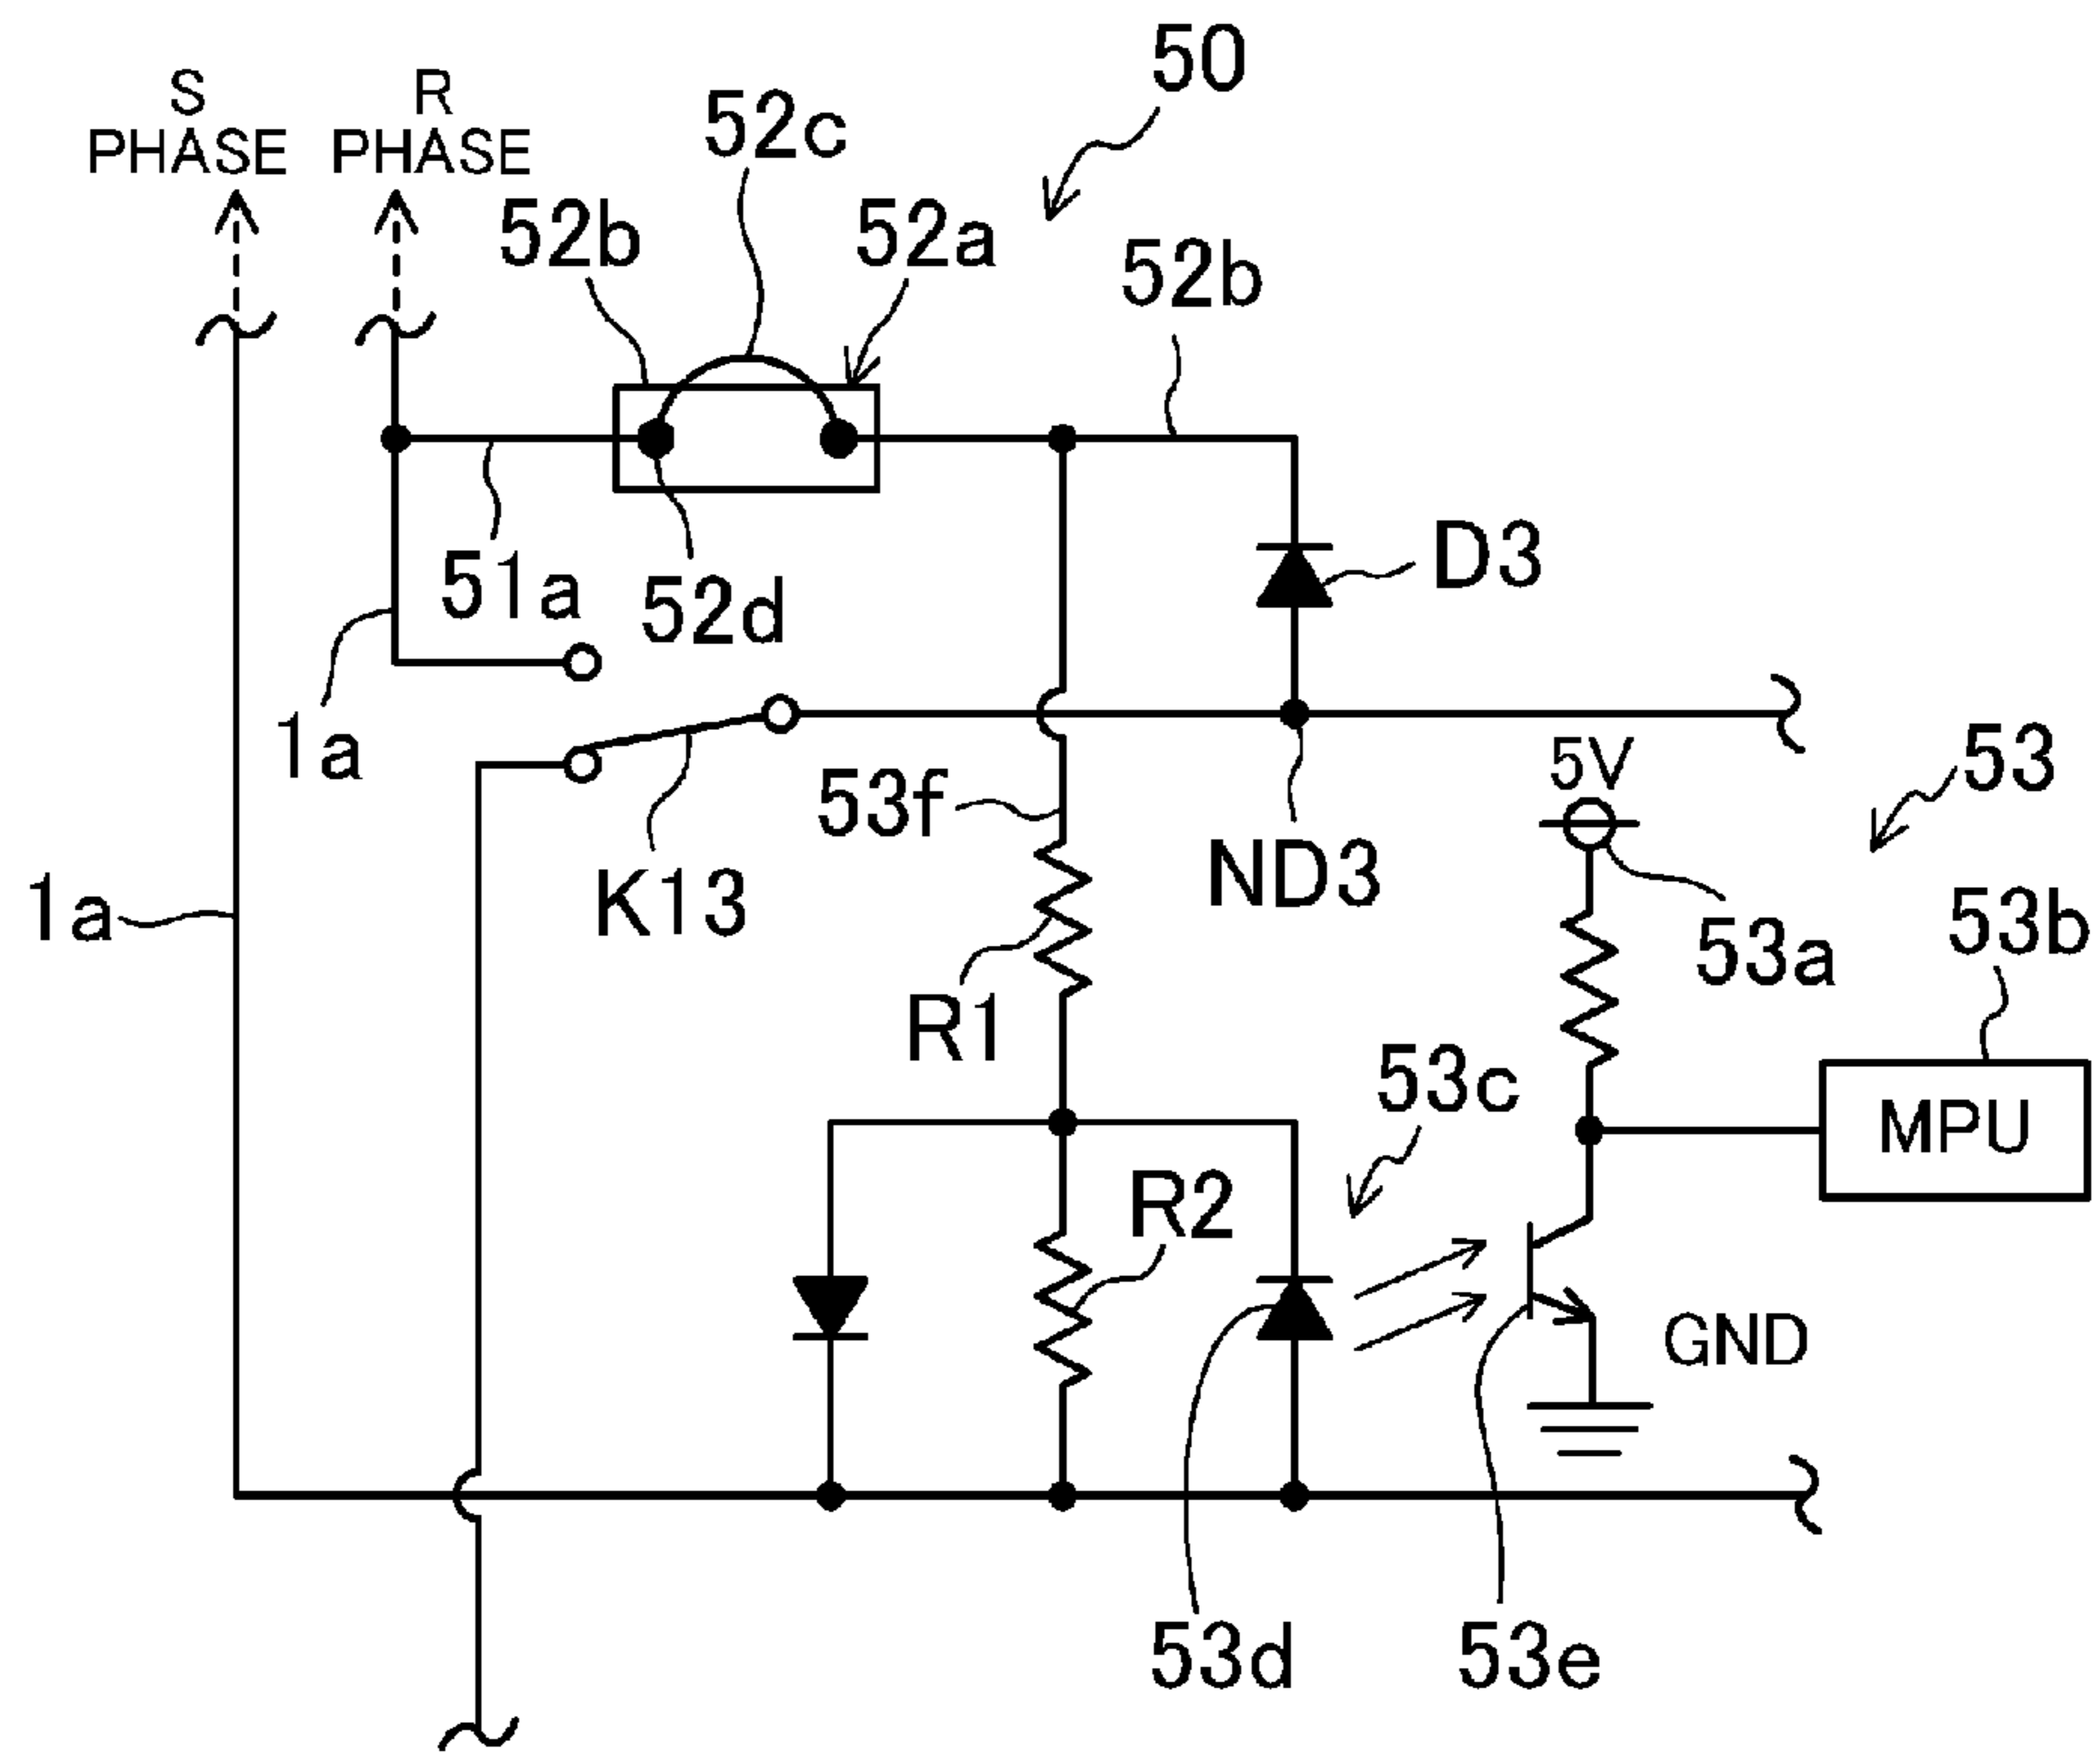 50
S
PHASE
R
PHASE
52c
52b
52a
52b
51a
52d
D3
1a
K13
53f
ND3
5V
53
1a
R1
53a
53b
53c
MPU
R2
GND
53d
53e